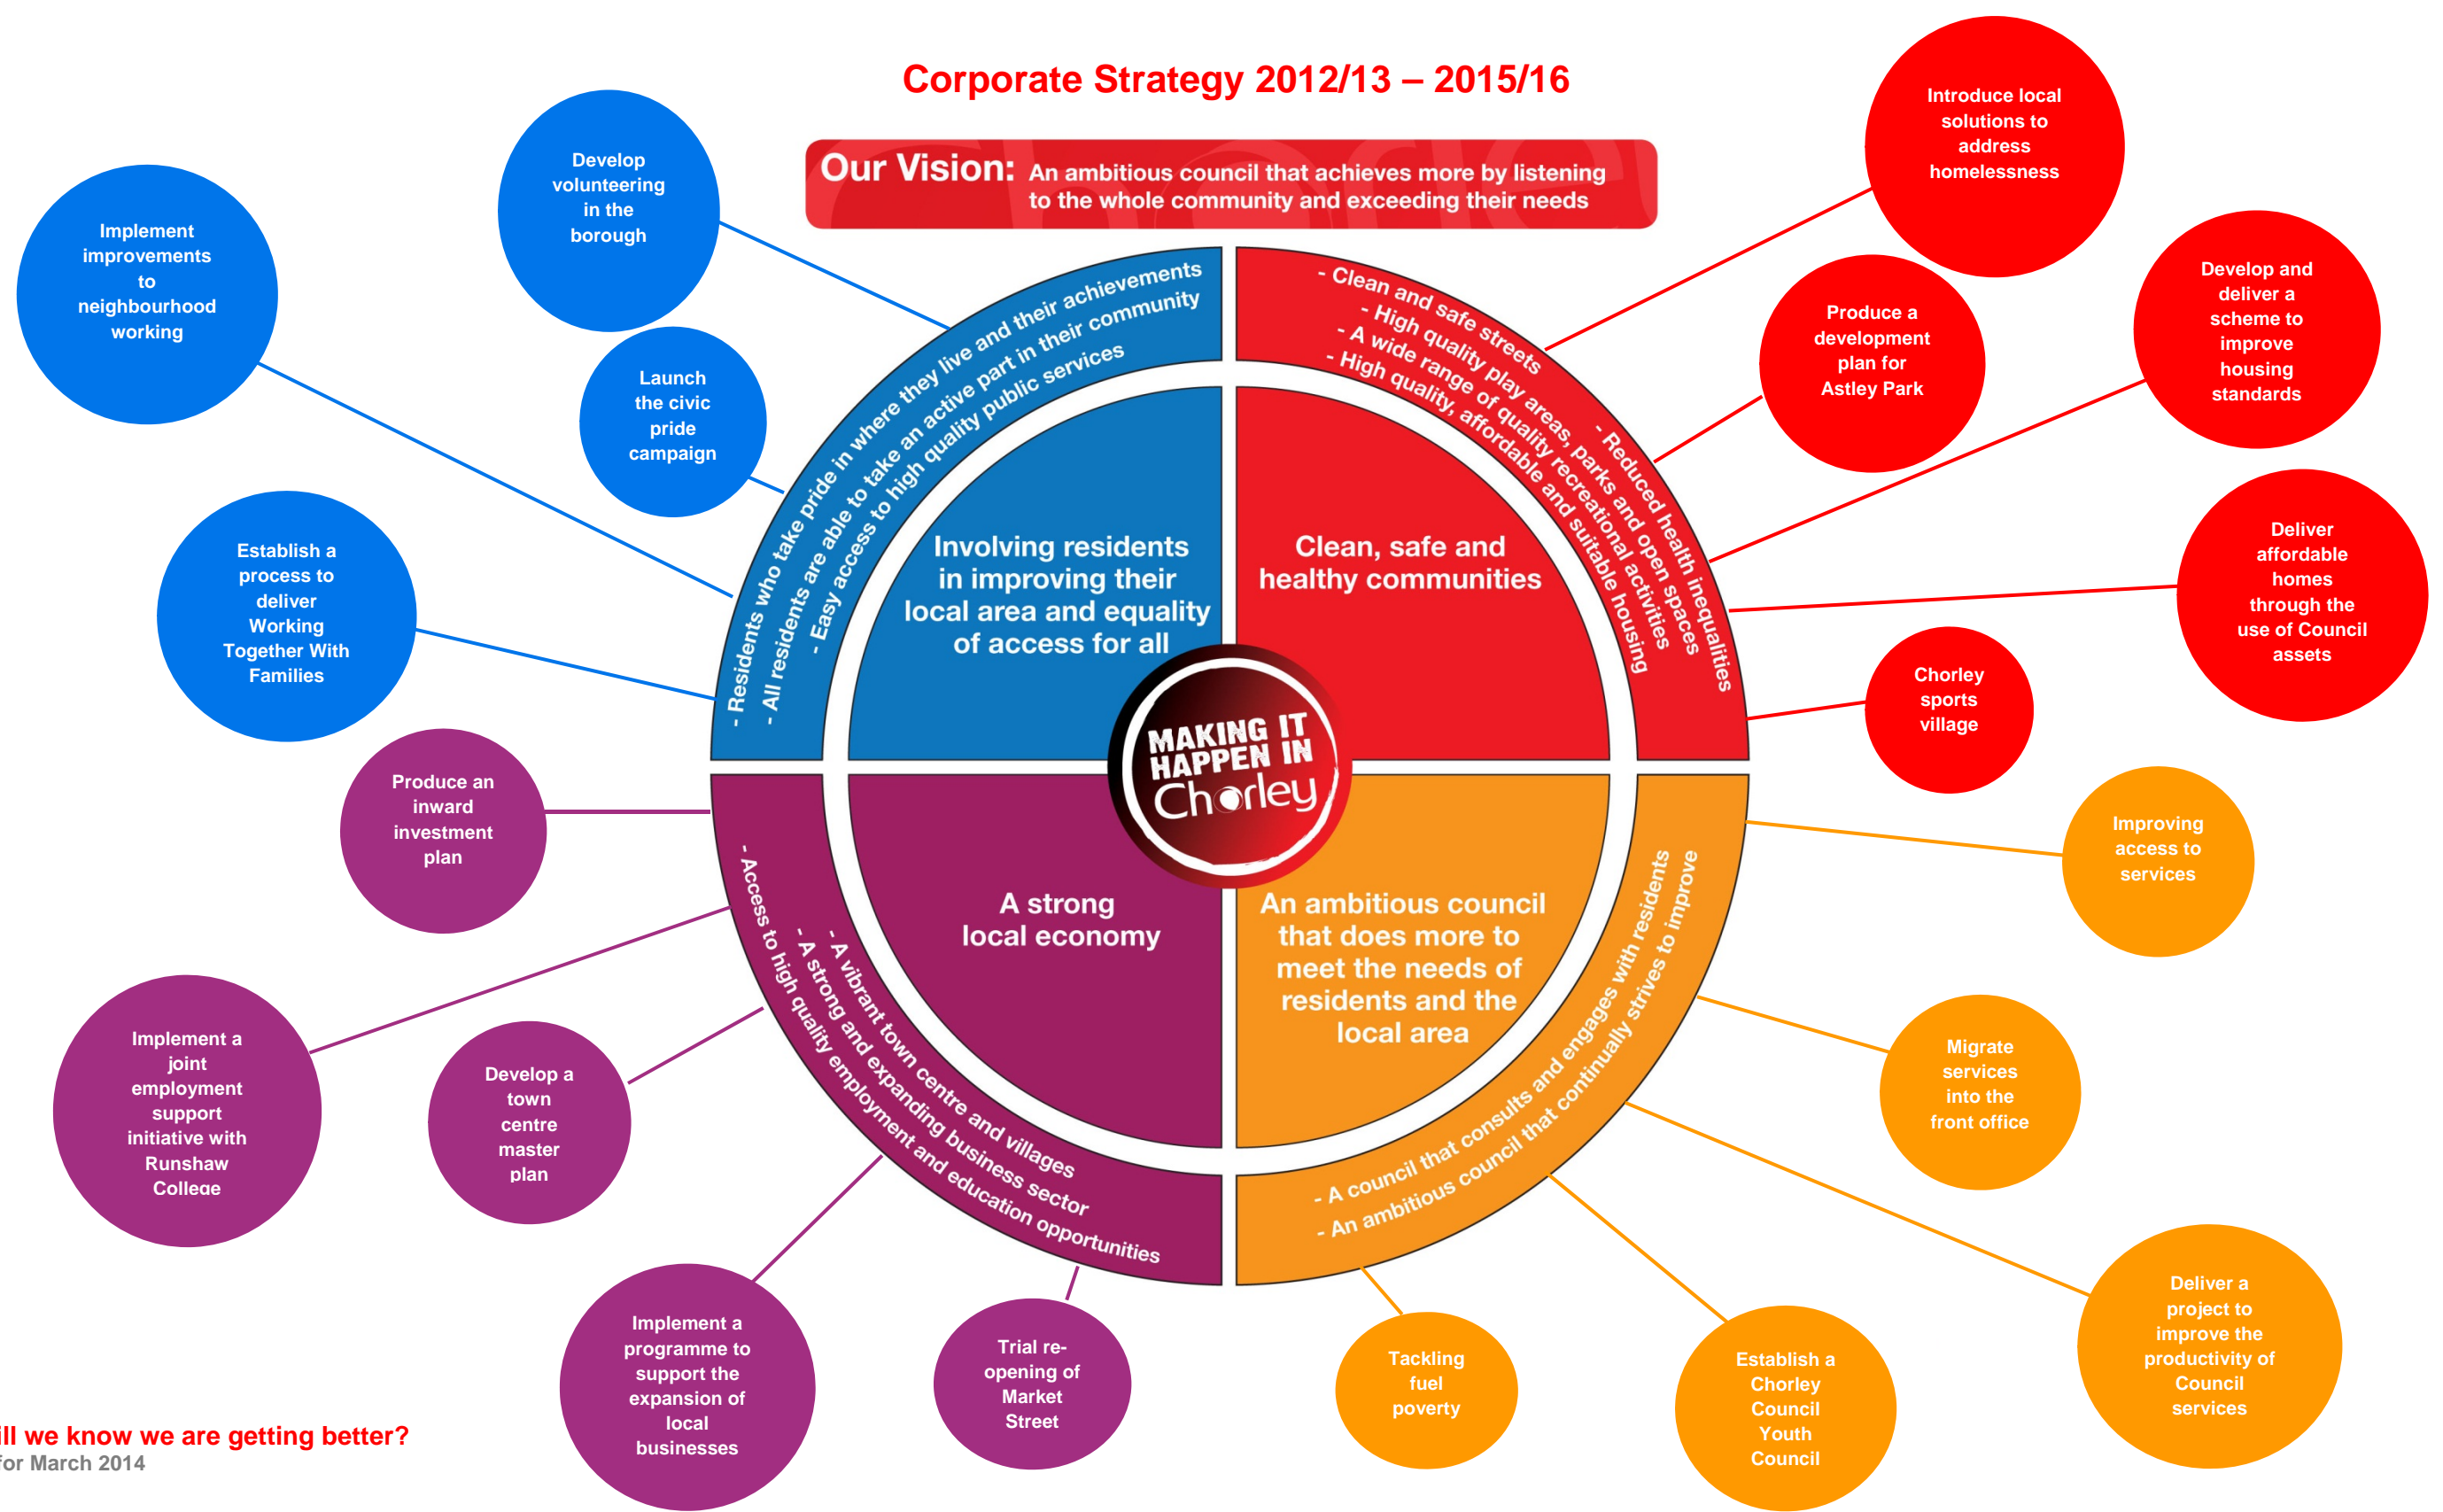 Corporate Strategy 2012/13 – 2015/16
Our Vision: An ambitious council that achieves more by listening
to the whole community and exceeding their needs
Implement
improvements
to
neighbourhood
working
Develop
volunteering
in the
borough
Launch
the civic
pride
campaign
Establish a
process to
deliver
Working
Together With
Families
- Residents who take pride in where they live and their achievements
- All residents are able to take an active part in their community
- Easy access to high quality public services
Involving residents
in improving their
local area and equality
of access for all
Introduce local
solutions to
address
homelessness
Produce a
development
plan for
Astley Park
Develop and
deliver a
scheme to
improve
housing
standards
Deliver
affordable
homes
through the
use of Council
assets
Chorley
sports
village
- Clean and safe streets
- Reduced health inequalities
- High quality play areas, parks and open spaces
- A wide range of quality recreational activities
- High quality, affordable and suitable housing
Clean, safe and
healthy communities
MAKING IT
HAPPEN IN
Chorley
Produce an
inward
investment
plan
Implement a
joint
employment
support
initiative with
Runshaw
College
Develop a
town
centre
master
plan
Implement a
programme to
support the
expansion of
local
businesses
Trial re-
opening of
Market
Street
A strong
local economy
- A vibrant town centre and villages
- A strong and expanding business sector
- Access to high quality employment and education opportunities
An ambitious council
that does more to
meet the needs of
residents and the
local area
- A council that consults and engages with residents
- An ambitious council that continually strives to improve
Improving
access to
services
Migrate
services
into the
front office
Deliver a
project to
improve the
productivity of
Council
services
Establish a
Chorley
Council
Youth
Council
Tackling
fuel
poverty
ill we know we are getting better?
for March 2014